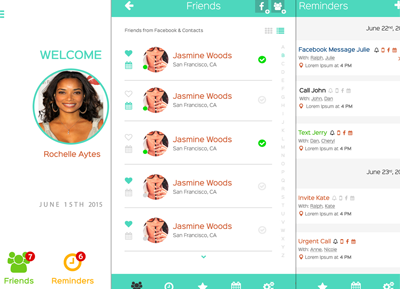 WELCOME
Rochelle Aytes
JUNE 15TH 2015
7
Friends
6
Reminders
Friends
Friends from Facebook & Contacts
Jasmine Woods
San Francisco, CA
Jasmine Woods
San Francisco, CA
Jasmine Woods
San Francisco, CA
Jasmine Woods
San Francisco, CA
Jasmine Woods
San Francisco, CA
Reminders
June 22nd, 20
Facebook Message Julie
With: Ralph, Julie
Lorem Ipsum at 4 PM
Call John
With: John, Dan
Lorem Ipsum at 4 PM
Text Jerry
With: Dan, Cheryl
Lorem Ipsum at 4 PM
June 23rd, 20
Invite Kate
With: Ralph, Kate
Lorem Ipsum at 4 PM
Urgent Call
With: Anne, Nicole
Lorem Ipsum at 4 PM